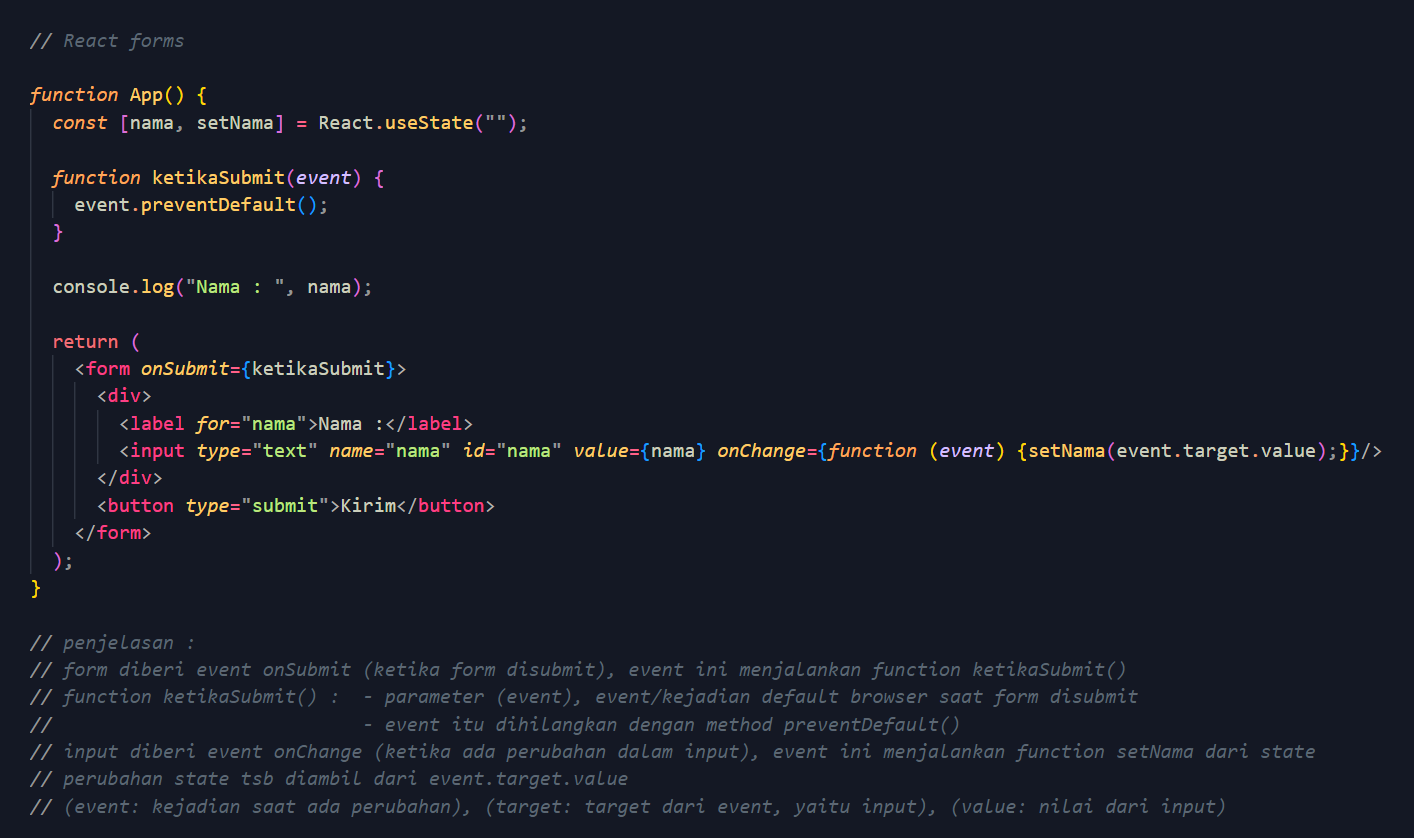 // React forms
function App() {
  const [nama, setNama] = React.useState("");
  function ketikaSubmit(event) {
    event.preventDefault();
  }
  console.log("Nama : ", nama);
  return (
    <form onSubmit={ketikaSubmit}>
      <div>
        <label for="nama">Nama :</label>
        <input type="text" name="nama" id="nama" value={nama} onChange={function (event) {setNama(event.target.value);}}/>
      </div>
      <button type="submit">Kirim</button>
    </form>
  );
}
// penjelasan :
// form diberi event onSubmit (ketika form disubmit), event ini menjalankan function ketikaSubmit()
// function ketikaSubmit() :  - parameter (event), event/kejadian default browser saat form disubmit
//                            - event itu dihilangkan dengan method preventDefault()
// input diberi event onChange (ketika ada perubahan dalam input), event ini menjalankan function setNama dari state
// perubahan state tsb diambil dari event.target.value
// (event: kejadian saat ada perubahan), (target: target dari event, yaitu input), (value: nilai dari input)